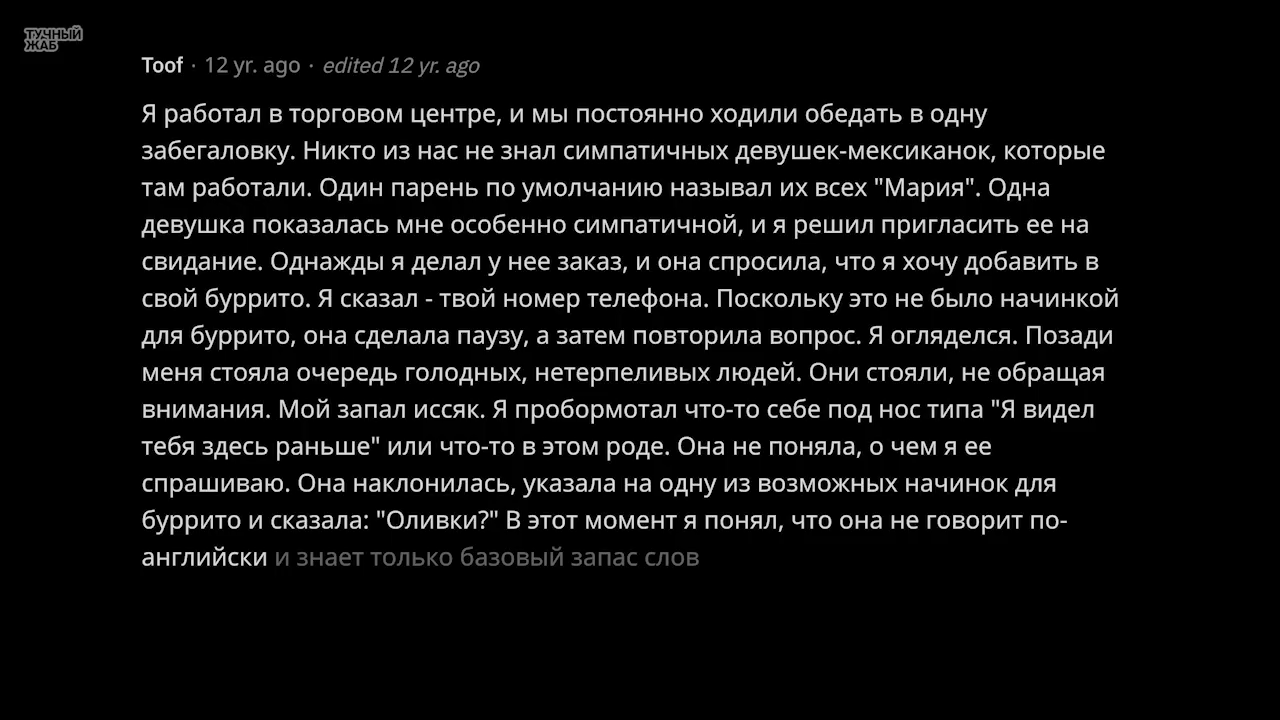 ТУЧНЫЙ
ЖАБ
Toof · 12 yr. ago · edited 12 yr. ago
Я работал в торговом центре, и мы постоянно ходили обедать в одну
забегаловку. Никто из нас не знал симпатичных девушек-мексиканок, которые
там работали. Один парень по умолчанию называл их всех "Мария". Одна
девушка показалась мне особенно симпатичной, и я решил пригласить ее на
свидание. Однажды я делал у нее заказ, и она спросила, что я хочу добавить в
свой буррито. Я сказал - твой номер телефона. Поскольку это не было начинкой
для буррито, она сделала паузу, а затем повторила вопрос. Я огляделся. Позади
меня стояла очередь голодных, нетерпеливых людей. Они стояли, не обращая
внимания. Мой запал иссяк. Я пробормотал что-то себе под нос типа "Я видел
тебя здесь раньше" или что-то в этом роде. Она не поняла, о чем я ее
спрашиваю. Она наклонилась, указала на одну из возможных начинок для
буррито и сказала: "Оливки?" В этот момент я понял, что она не говорит по-
английски и знает только базовый запас слов